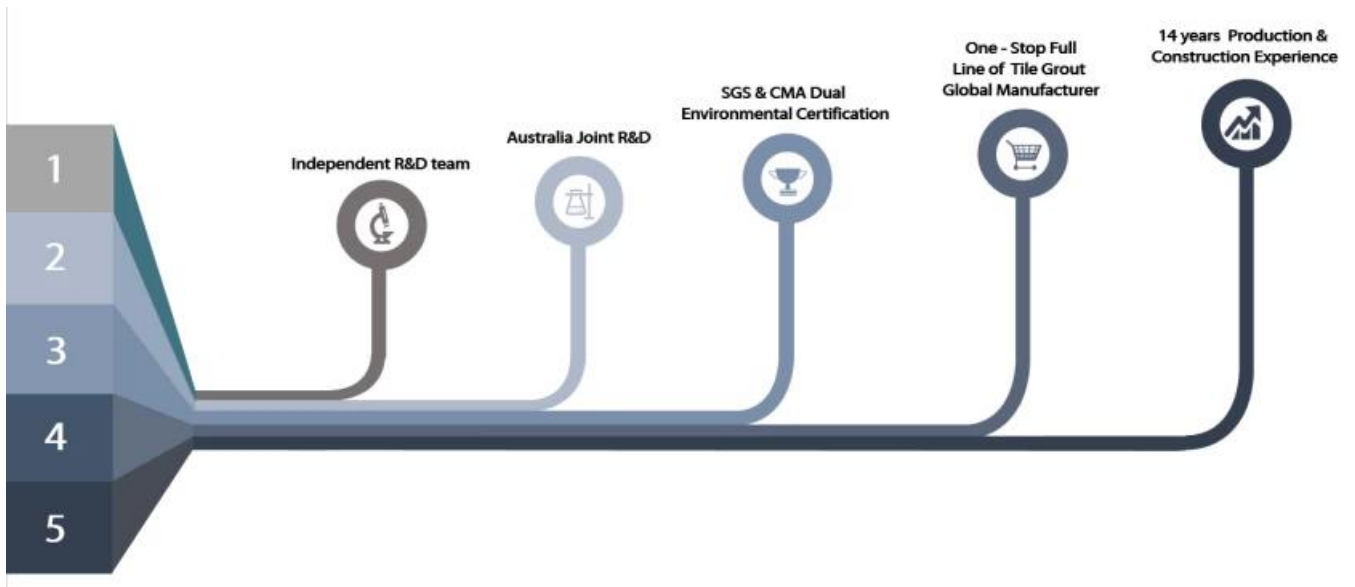 1
2
3
4
5
Independent R&D team
Australia Joint R&D
SGS & CMA Dual
Environmental Certification
One - Stop Full
Line of Tile Grout
Global Manufacturer
14 years Production &
Construction Experience